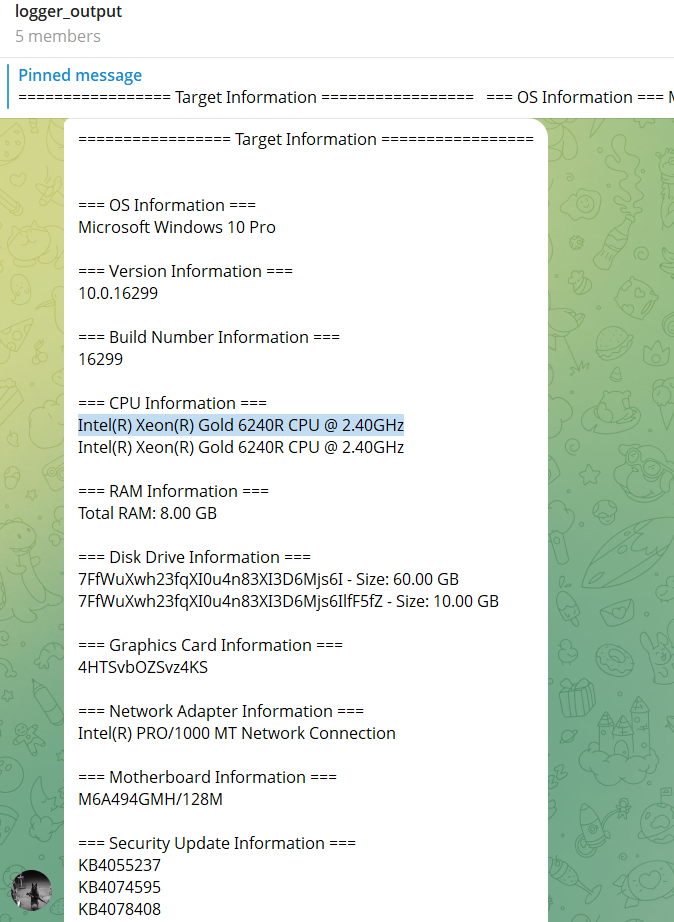 logger_output
5 members
Pinned message
================= Target Information ================= === OS Information === M
================= Target Information =================
=== OS Information ===
Microsoft Windows 10 Pro
=== Version Information ===
10.0.16299
=== Build Number Information ===
16299
=== CPU Information ===
Intel(R) Xeon(R) Gold 6240R CPU @ 2.40GHz
Intel(R) Xeon(R) Gold 6240R CPU @ 2.40GHz
=== RAM Information ===
Total RAM: 8.00 GB
=== Disk Drive Information ===
7FfWuXwh23fqXI0u4n83XI3D6Mjs6I - Size: 60.00 GB
7FfWuXwh23fqXI0u4n83XI3D6Mjs6IlfF5fZ - Size: 10.00 GB
=== Graphics Card Information ===
4HTSvbOZSvz4KS
=== Network Adapter Information ===
Intel(R) PRO/1000 MT Network Connection
=== Motherboard Information ===
M6A494GMH/128M
=== Security Update Information ===
KB4055237
KB4074595
KB4078408